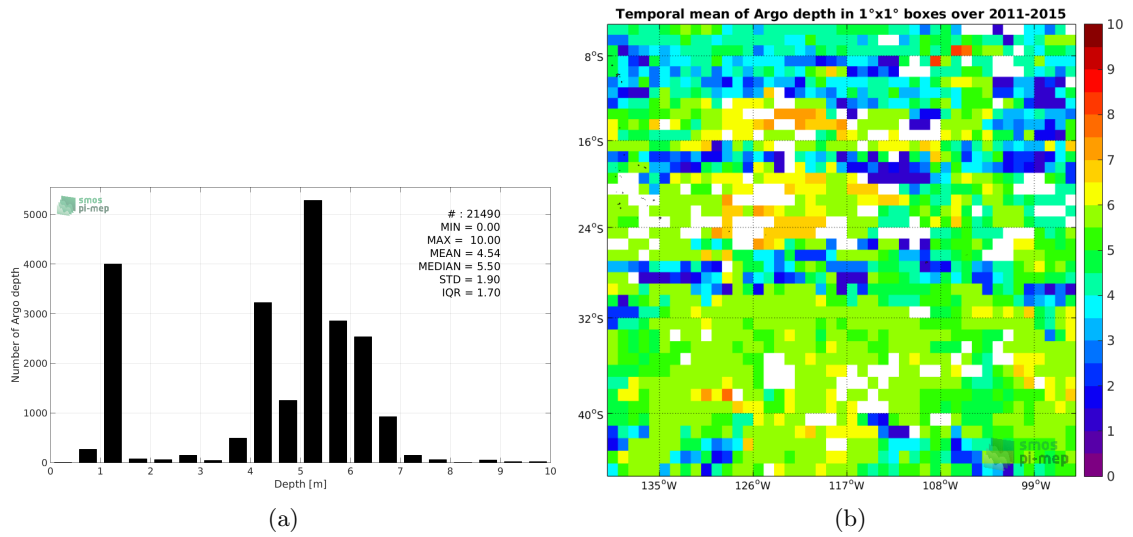 Temporal mean of Argo depth in 1°x1° boxes over 2011-2015
smos
pi-mep
# : 21490
MIN = 0.00
MAX = 10.00
MEAN = 4.54
MEDIAN = 5.50
STD = 1.90
IQR = 1.70
Number of Argo depth
5000
4000
3000
2000
1000
0
0 1 2 3 4 5 6 7 8 9 10
Depth [m]
(a)
8°S
16°S
24°S
32°S
40°S
135°W 126°W 117°W 108°W 99°W
smos
pi-mep
10
9
8
7
6
5
4
3
2
1
0
(b)